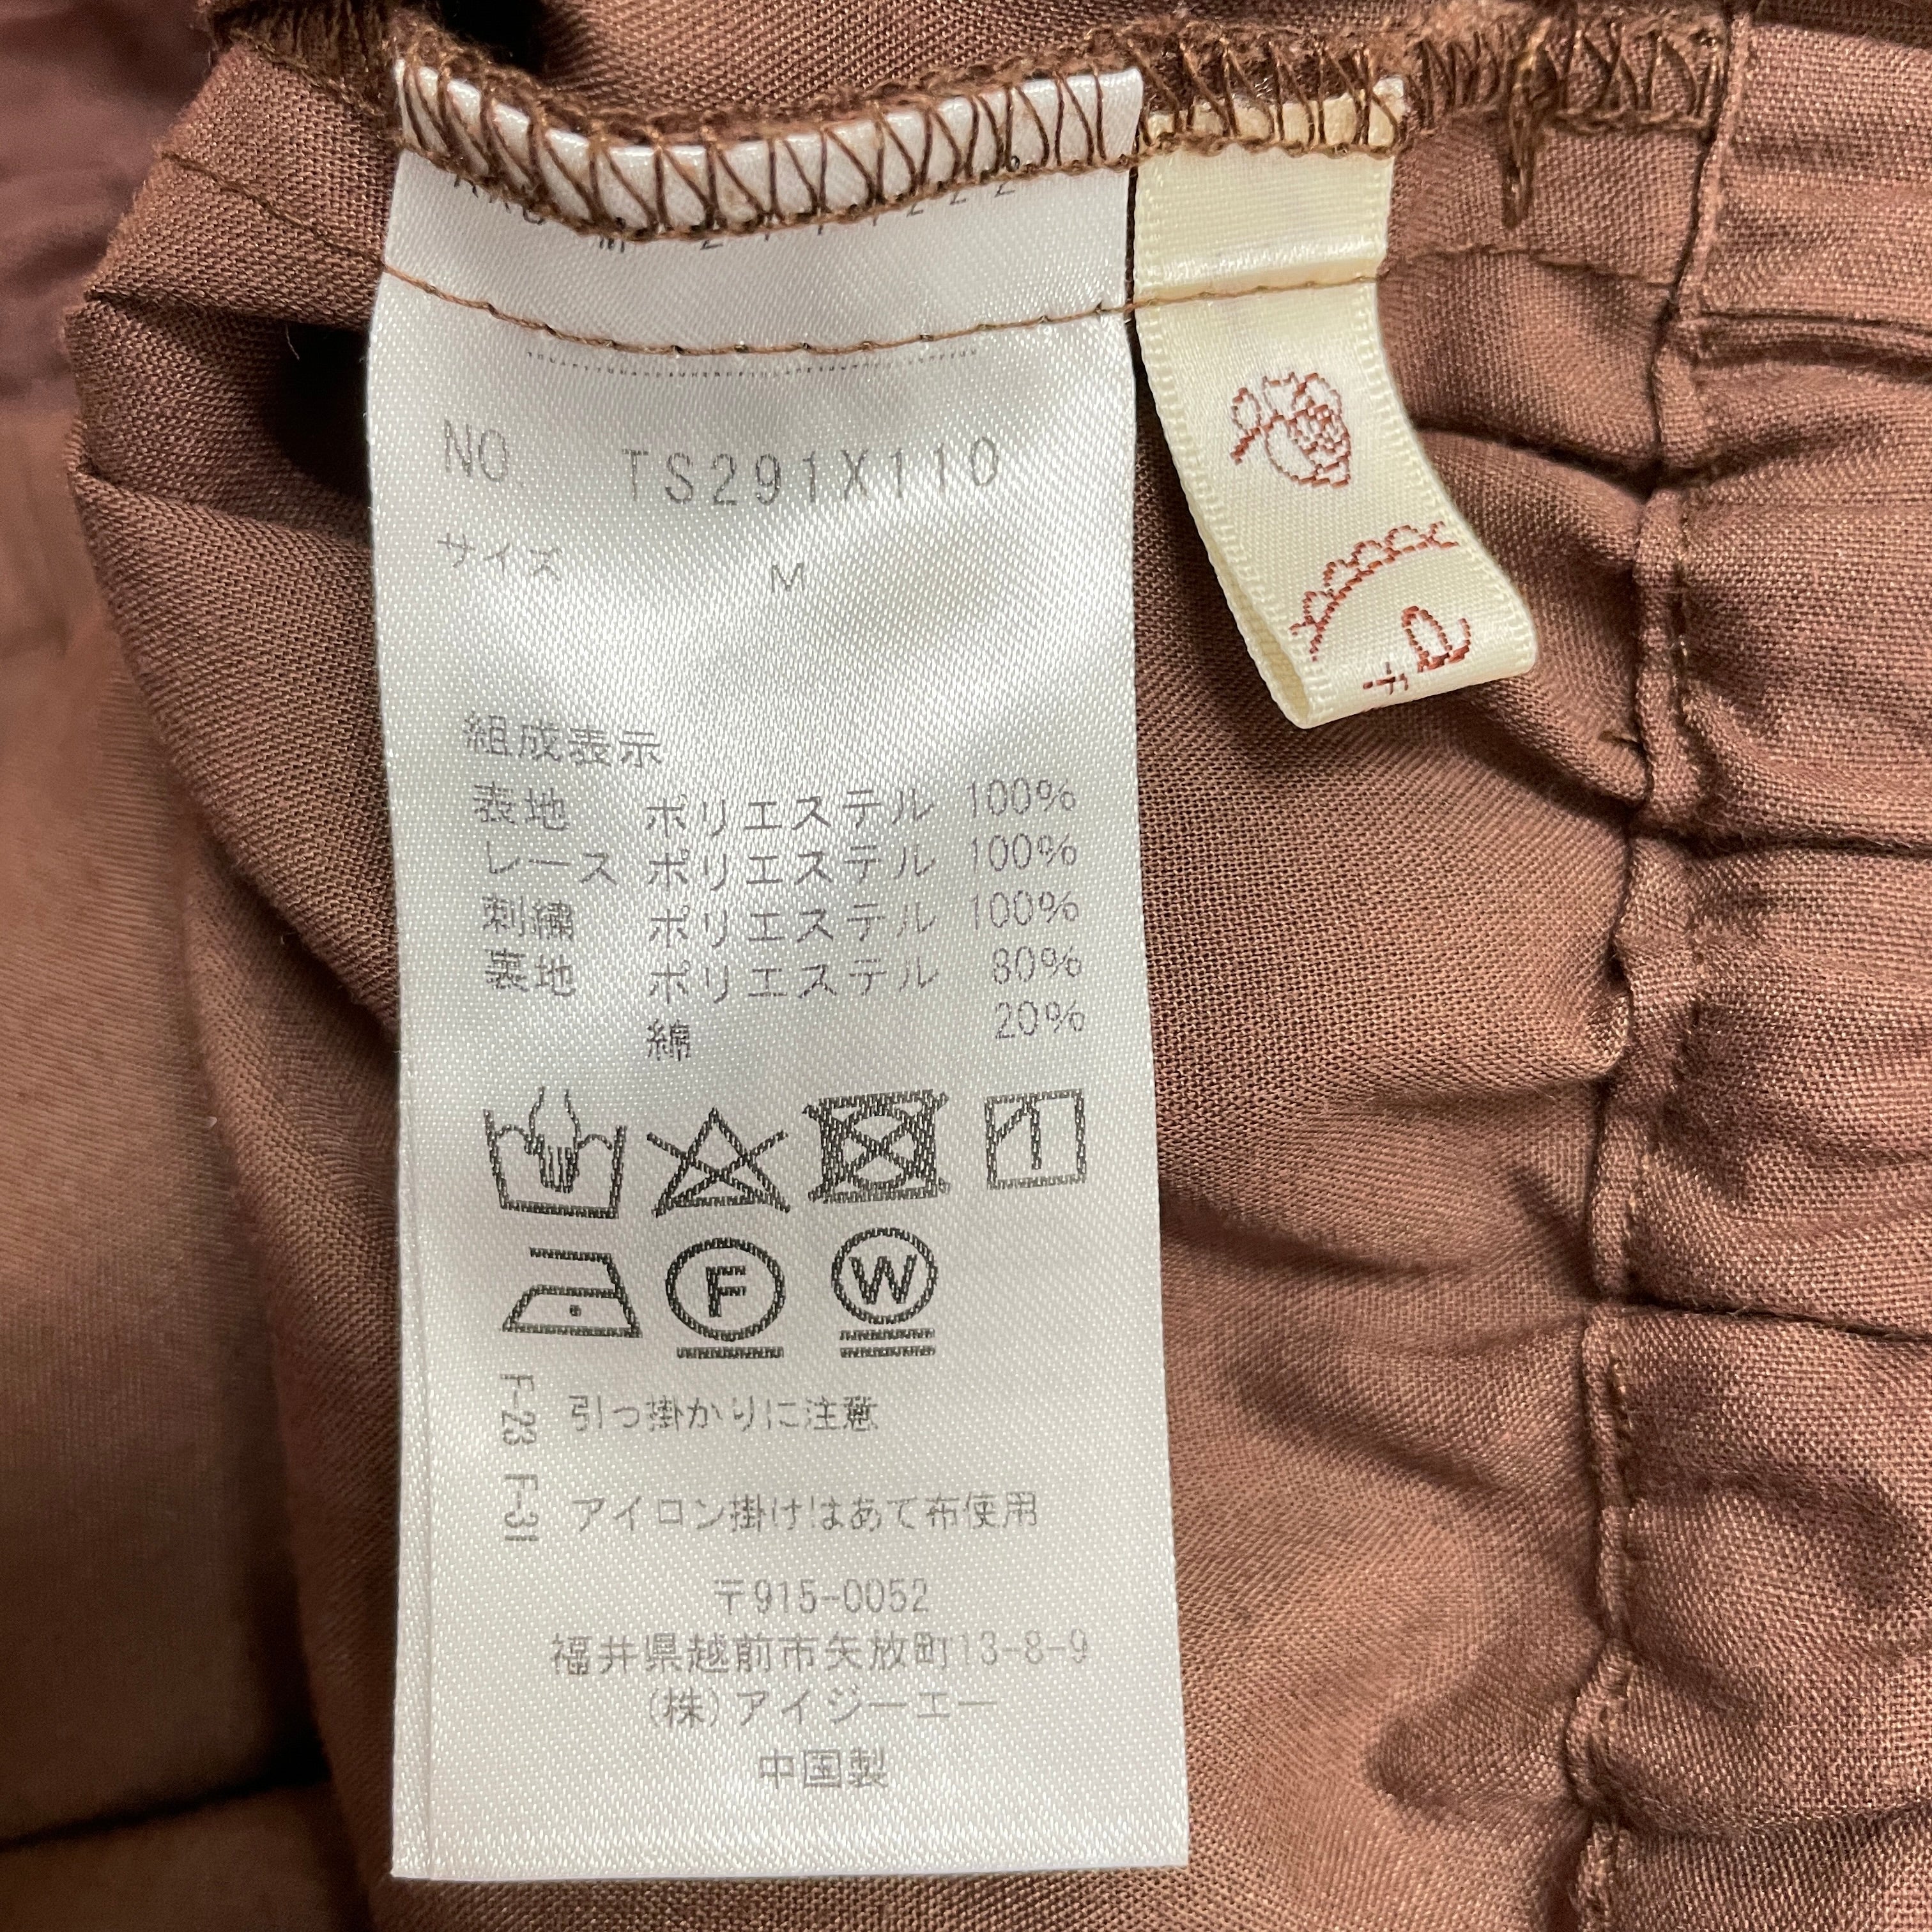 NO. TS291X110
サイズ M
組成表示
表地 ポリエステル 100%
レース ポリエステル 100%
刺繍 ポリエステル 100%
裏地 ポリエステル 80%
綿 20%
F
W
F-23 引っ掛かりに注意
F-31 アイロン掛けはあて布使用
〒915-0052
福井県越前市矢放町13-8-9
(株)アイジーエー
中国製